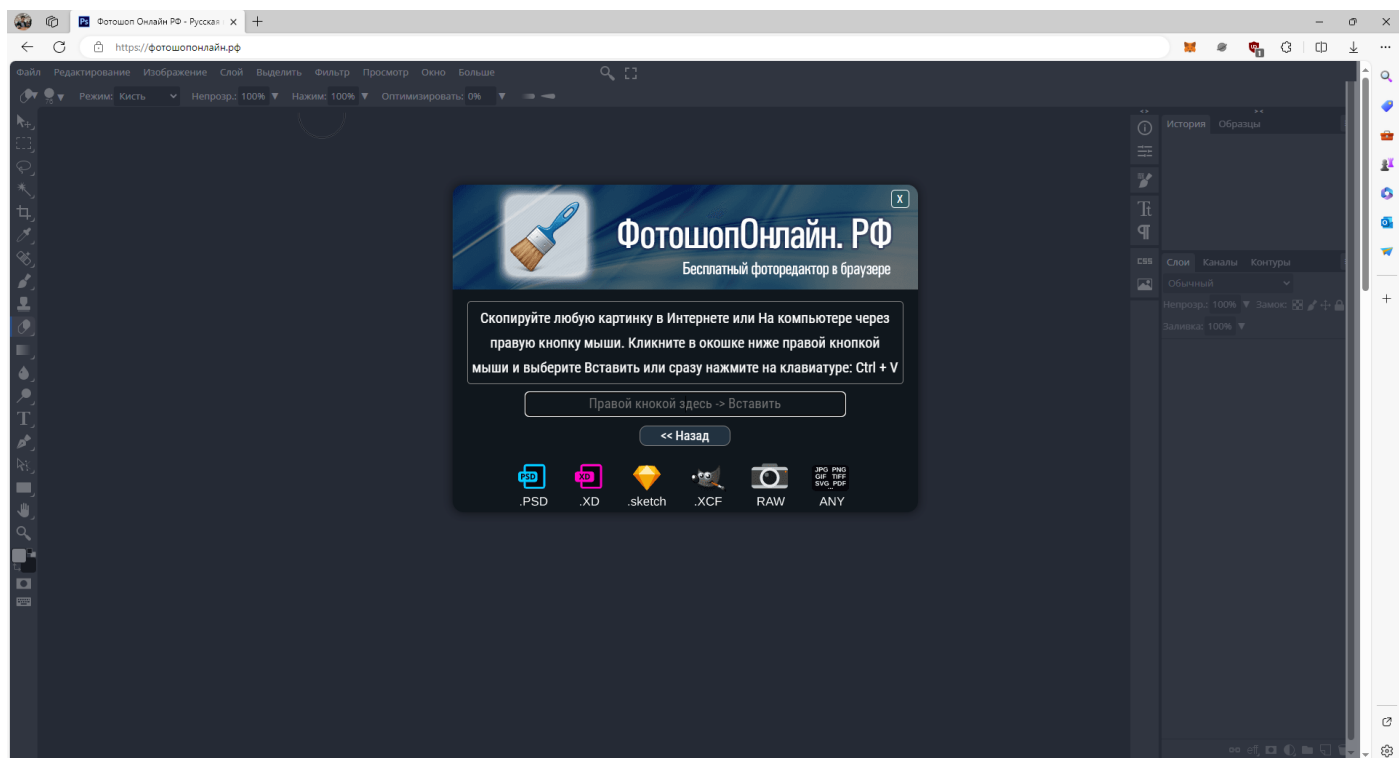 Ps Фотошоп Онлайн РФ - Русская
https://фотошопонлайн.рф
1
Файл Редактирование Изображение Слой Выделить Фильтр Просмотр Окно Больше
75 Режим: Кисть Непрозр.: 100% Нажим: 100% Оптимизировать: 0%
История Образцы
X
ФотошопОнлайн. РФ
Бесплатный фоторедактор в браузере
CSS Слои Каналы Контуры
Обычный
Непрозр.: 100% Замок:
Заливка: 100%
Скопируйте любую картинку в Интернете или На компьютере через
правую кнопку мыши. Кликните в окошке ниже правой кнопкой
мыши и выберите Вставить или сразу нажмите на клавиатуре: Ctrl + V
Правой кнокой здесь -> Вставить
<< Назад
PSD XD JPG PNG
GIF TIFF
SVG PDF
.PSD .XD .sketch .XCF RAW ANY
eff